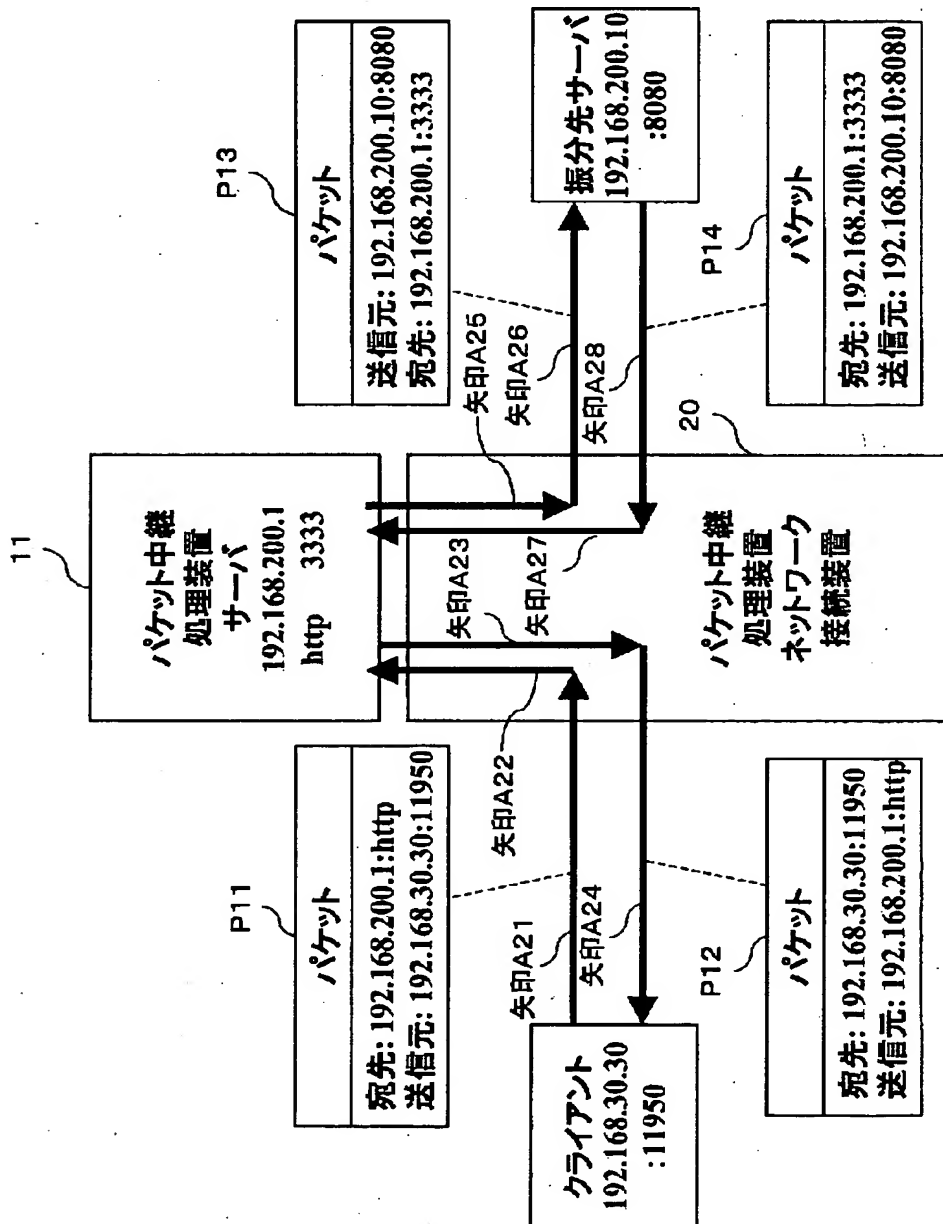 11
パケット中継
処理装置
サーバ
192.168.200.1
http 3333
P11
パケット
宛先: 192.168.200.1:http
送信元: 192.168.30.30:11950
P13
パケット
送信元: 192.168.200.10:8080
宛先: 192.168.200.1:3333
矢印A22
矢印A23
矢印A27
矢印A25
矢印A26
矢印A28
矢印A21
矢印A24
クライアント
192.168.30.30
:11950
振分先サーバ
192.168.200.10
:8080
20
パケット中継
処理装置
ネットワーク
接続装置
P12
パケット
宛先: 192.168.30.30:11950
送信元: 192.168.200.1:http
P14
パケット
宛先: 192.168.200.1:3333
送信元: 192.168.200.10:8080